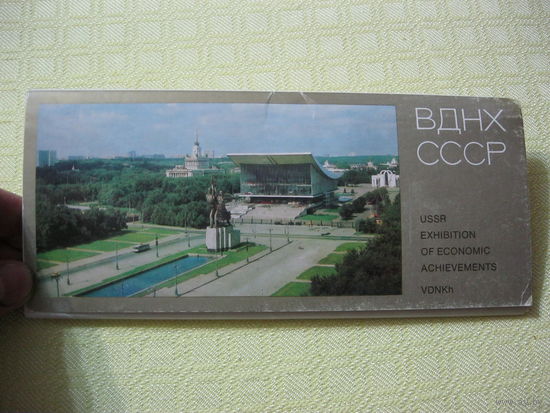 ВДНХ
СССР
USSR
EXHIBITION
OF ECONOMIC
ACHIEVEMENTS
VDNKh